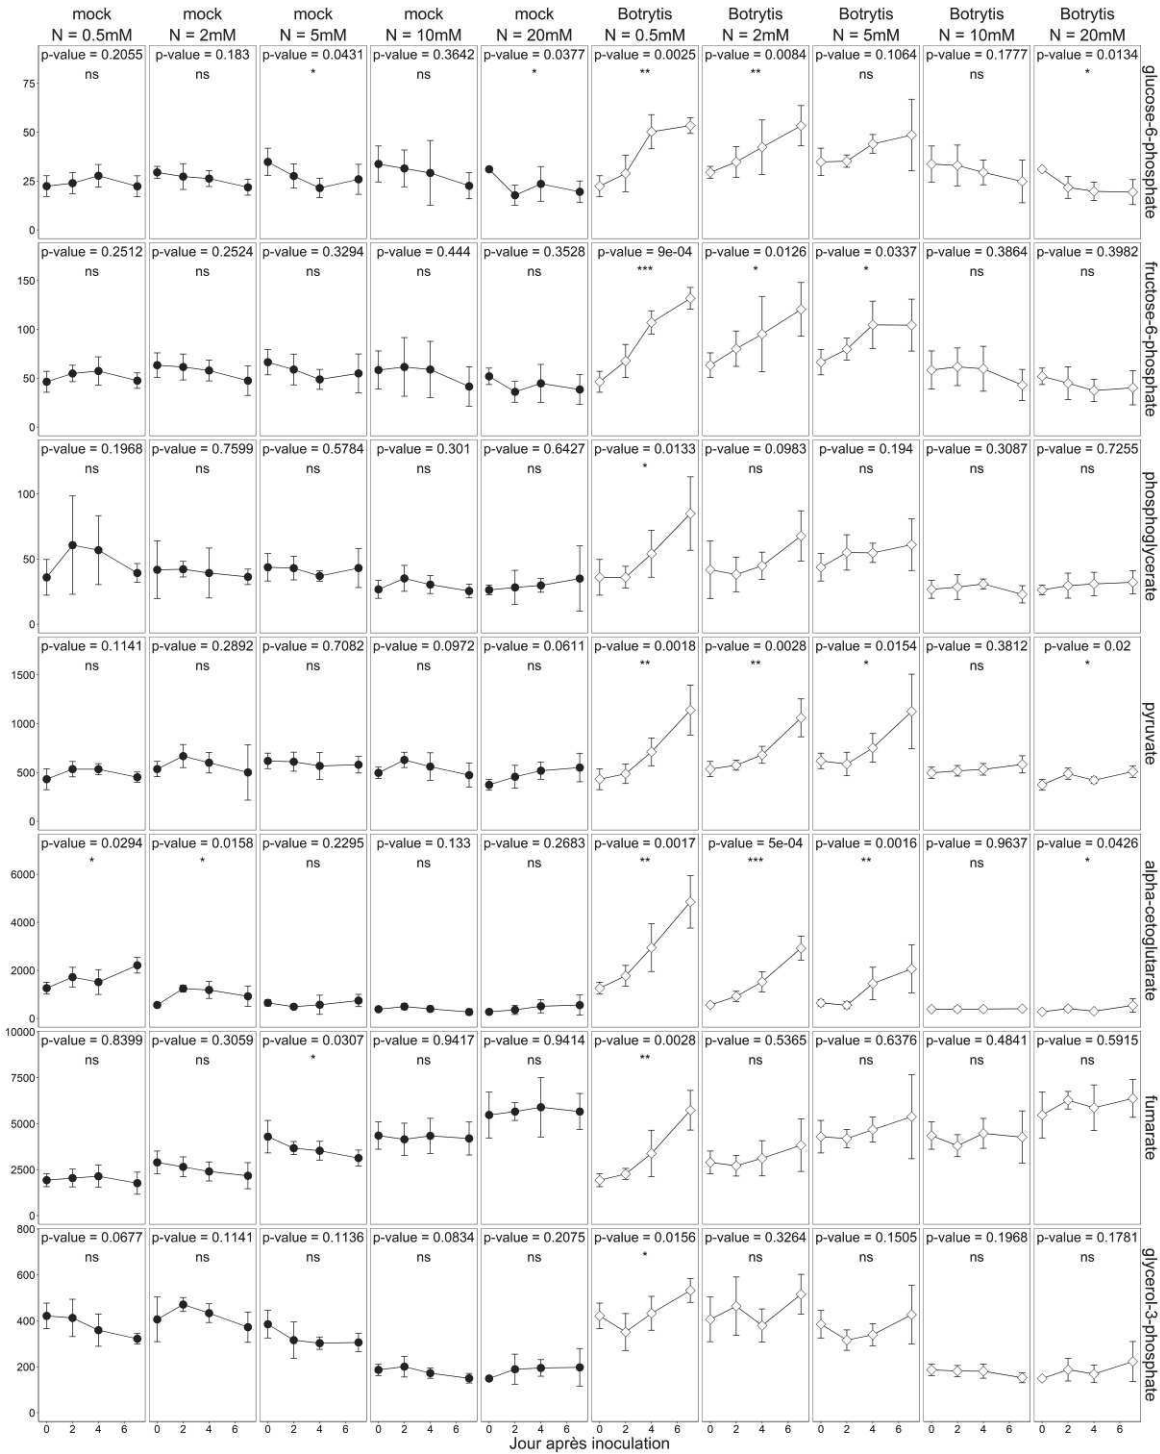 mock mock mock mock mock Botrytis Botrytis Botrytis Botrytis Botrytis
N = 0.5mM N = 2mM N = 5mM N = 10mM N = 20mM N = 0.5mM N = 2mM N = 5mM N = 10mM N = 20mM
p-value = 0.2055 p-value = 0.183 p-value = 0.0431 p-value = 0.3642 p-value = 0.0377 p-value = 0.0025 p-value = 0.0084 p-value = 0.1064 p-value = 0.1777 p-value = 0.0134
ns ns * ns * ** ** ns ns *
75
50
25
0
glucose-6-phosphate
p-value = 0.2512 p-value = 0.2524 p-value = 0.3294 p-value = 0.444 p-value = 0.3528 p-value = 9e-04 p-value = 0.0126 p-value = 0.0337 p-value = 0.3864 p-value = 0.3982
ns ns ns ns ns *** * * ns ns
150
100
50
0
fructose-6-phosphate
p-value = 0.1968 p-value = 0.7599 p-value = 0.5784 p-value = 0.301 p-value = 0.6427 p-value = 0.0133 p-value = 0.0983 p-value = 0.194 p-value = 0.3087 p-value = 0.7255
ns ns ns ns ns * ns ns ns ns
100
50
0
phosphoglycerate
p-value = 0.1141 p-value = 0.2892 p-value = 0.7082 p-value = 0.0972 p-value = 0.0611 p-value = 0.0018 p-value = 0.0028 p-value = 0.0154 p-value = 0.3812 p-value = 0.02
ns ns ns ns ns ** ** * ns *
1500
1000
500
0
pyruvate
p-value = 0.0294 p-value = 0.0158 p-value = 0.2295 p-value = 0.133 p-value = 0.2683 p-value = 0.0017 p-value = 5e-04 p-value = 0.0016 p-value = 0.9637 p-value = 0.0426
* * ns ns ns ** *** ** ns *
6000
4000
2000
0
alpha-cetoglutarate
10000
p-value = 0.8399 p-value = 0.3059 p-value = 0.0307 p-value = 0.9417 p-value = 0.9414 p-value = 0.0028 p-value = 0.5365 p-value = 0.6376 p-value = 0.4841 p-value = 0.5915
ns ns * ns ns ** ns ns ns ns
7500
5000
2500
0
fumarate
800
p-value = 0.0677 p-value = 0.1141 p-value = 0.1136 p-value = 0.0834 p-value = 0.2075 p-value = 0.0156 p-value = 0.3264 p-value = 0.1505 p-value = 0.1968 p-value = 0.1781
ns ns ns ns ns * ns ns ns ns
600
400
200
0
glycerol-3-phosphate
0 2 4 6 0 2 4 6 0 2 4 6 0 2 4 6 0 2 4 6 0 2 4 6 0 2 4 6 0 2 4 6 0 2 4 6 0 2 4 6
Jour après inoculation